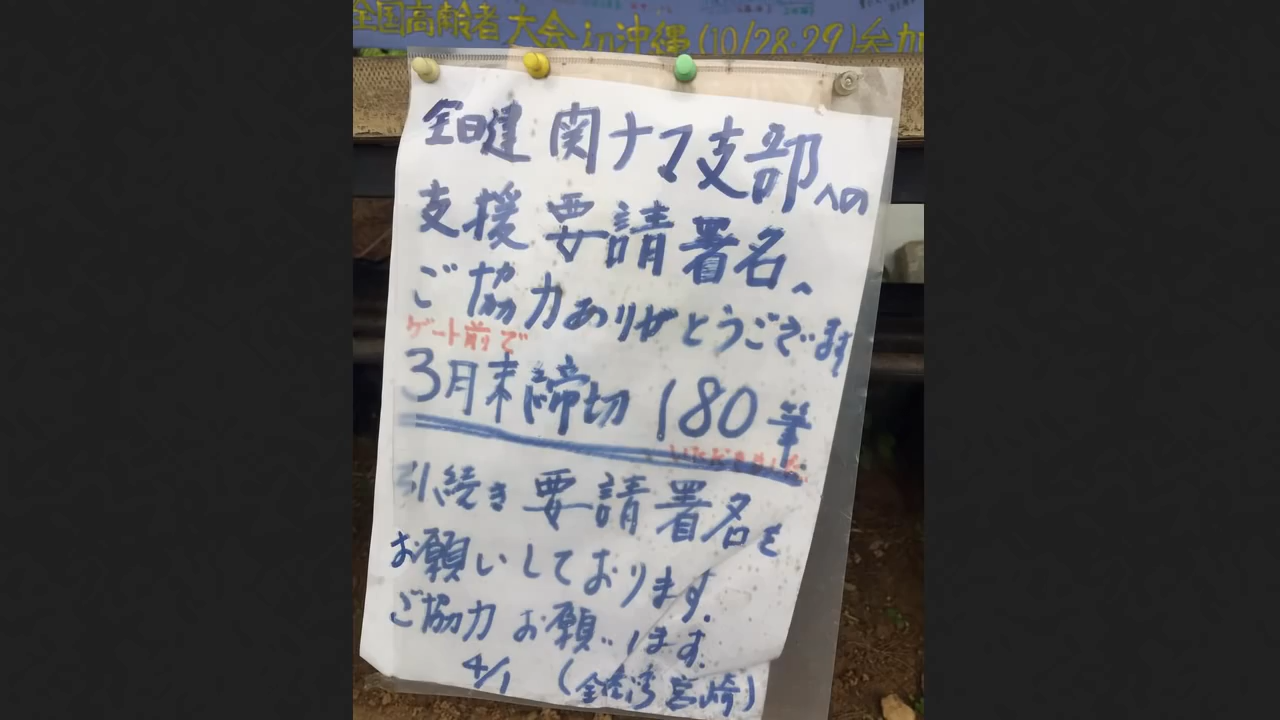 全国高齢者大会in沖縄(10/28・29)参加
全日建 関ナマ支部への
支援要請署名へ
ご協力ありがとうございます
ゲート前で
3月末締切 180筆
いただきました
引続き要請署名を
お願いしております.
ご協力お願いします.
4/1 (金 宮崎)